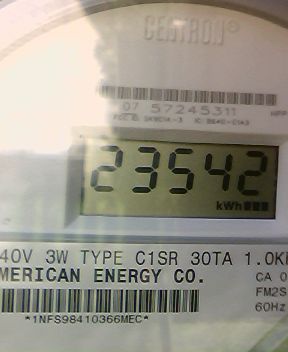 CENTRON®
07 57245311
23542
kWh
40V 3W TYPE C1SR 30TA 1.0K
MERICAN ENERGY CO.
CA 0
FM2S
60Hz
*1NFS98410366MEC*